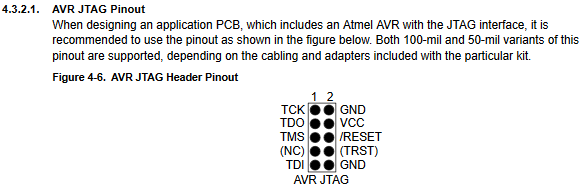 4.3.2.1. AVR JTAG Pinout
When designing an application PCB, which includes an Atmel AVR with the JTAG interface, it is
recommended to use the pinout as shown in the figure below. Both 100-mil and 50-mil variants of this
pinout are supported, depending on the cabling and adapters included with the particular kit.
Figure 4-6. AVR JTAG Header Pinout
1 2
TCK GND
TDO VCC
TMS /RESET
(NC) (TRST)
TDI GND
AVR JTAG